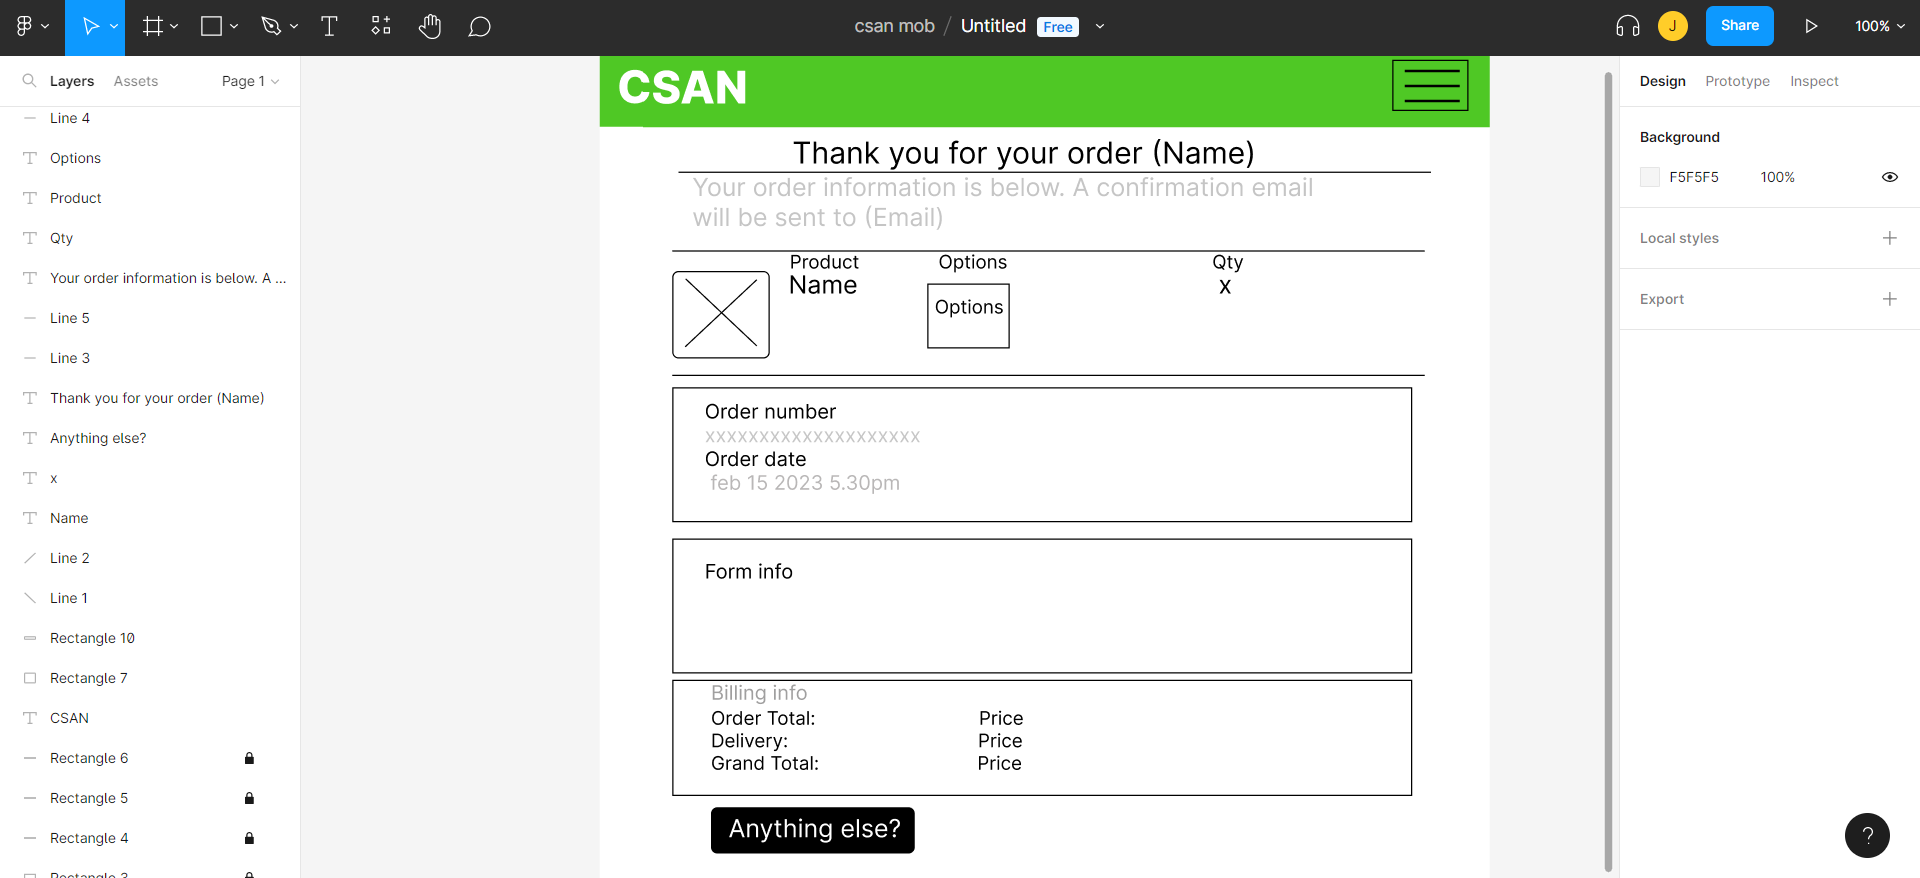 csan mob / Untitled Free
J Share 100%
Layers Assets Page 1
Line 4
Options
Product
Qty
Your order information is below. A ...
Line 5
Line 3
Thank you for your order (Name)
Anything else?
x
Name
Line 2
Line 1
Rectangle 10
Rectangle 7
CSAN
Rectangle 6
Rectangle 5
Rectangle 4
Rectangle 3
CSAN
Thank you for your order (Name)
Your order information is below. A confirmation email
will be sent to (Email)
Product Options Qty
Name x
Options
Order number
xxxxxxxxxxxxxxxxxxxx
Order date
feb 15 2023 5.30pm
Form info
Billing info
Order Total: Price
Delivery: Price
Grand Total: Price
Anything else?
Design Prototype Inspect
Background
F5F5F5 100%
Local styles
Export
?